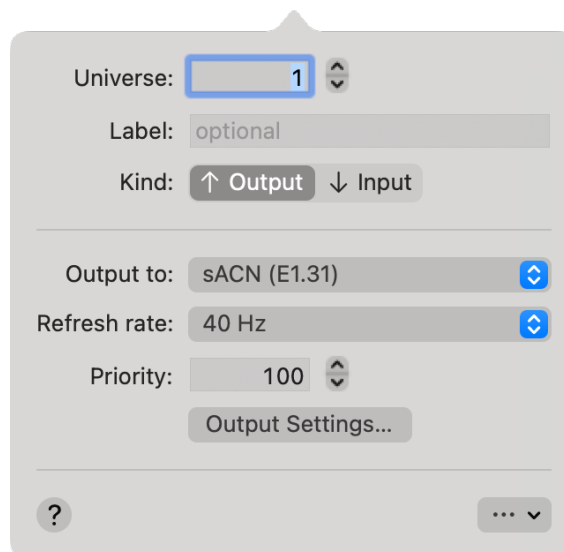 Universe: 1
Label: optional
Kind: ↑ Output ↓ Input
Output to: sACN (E1.31)
Refresh rate: 40 Hz
Priority: 100
Output Settings...
? ···